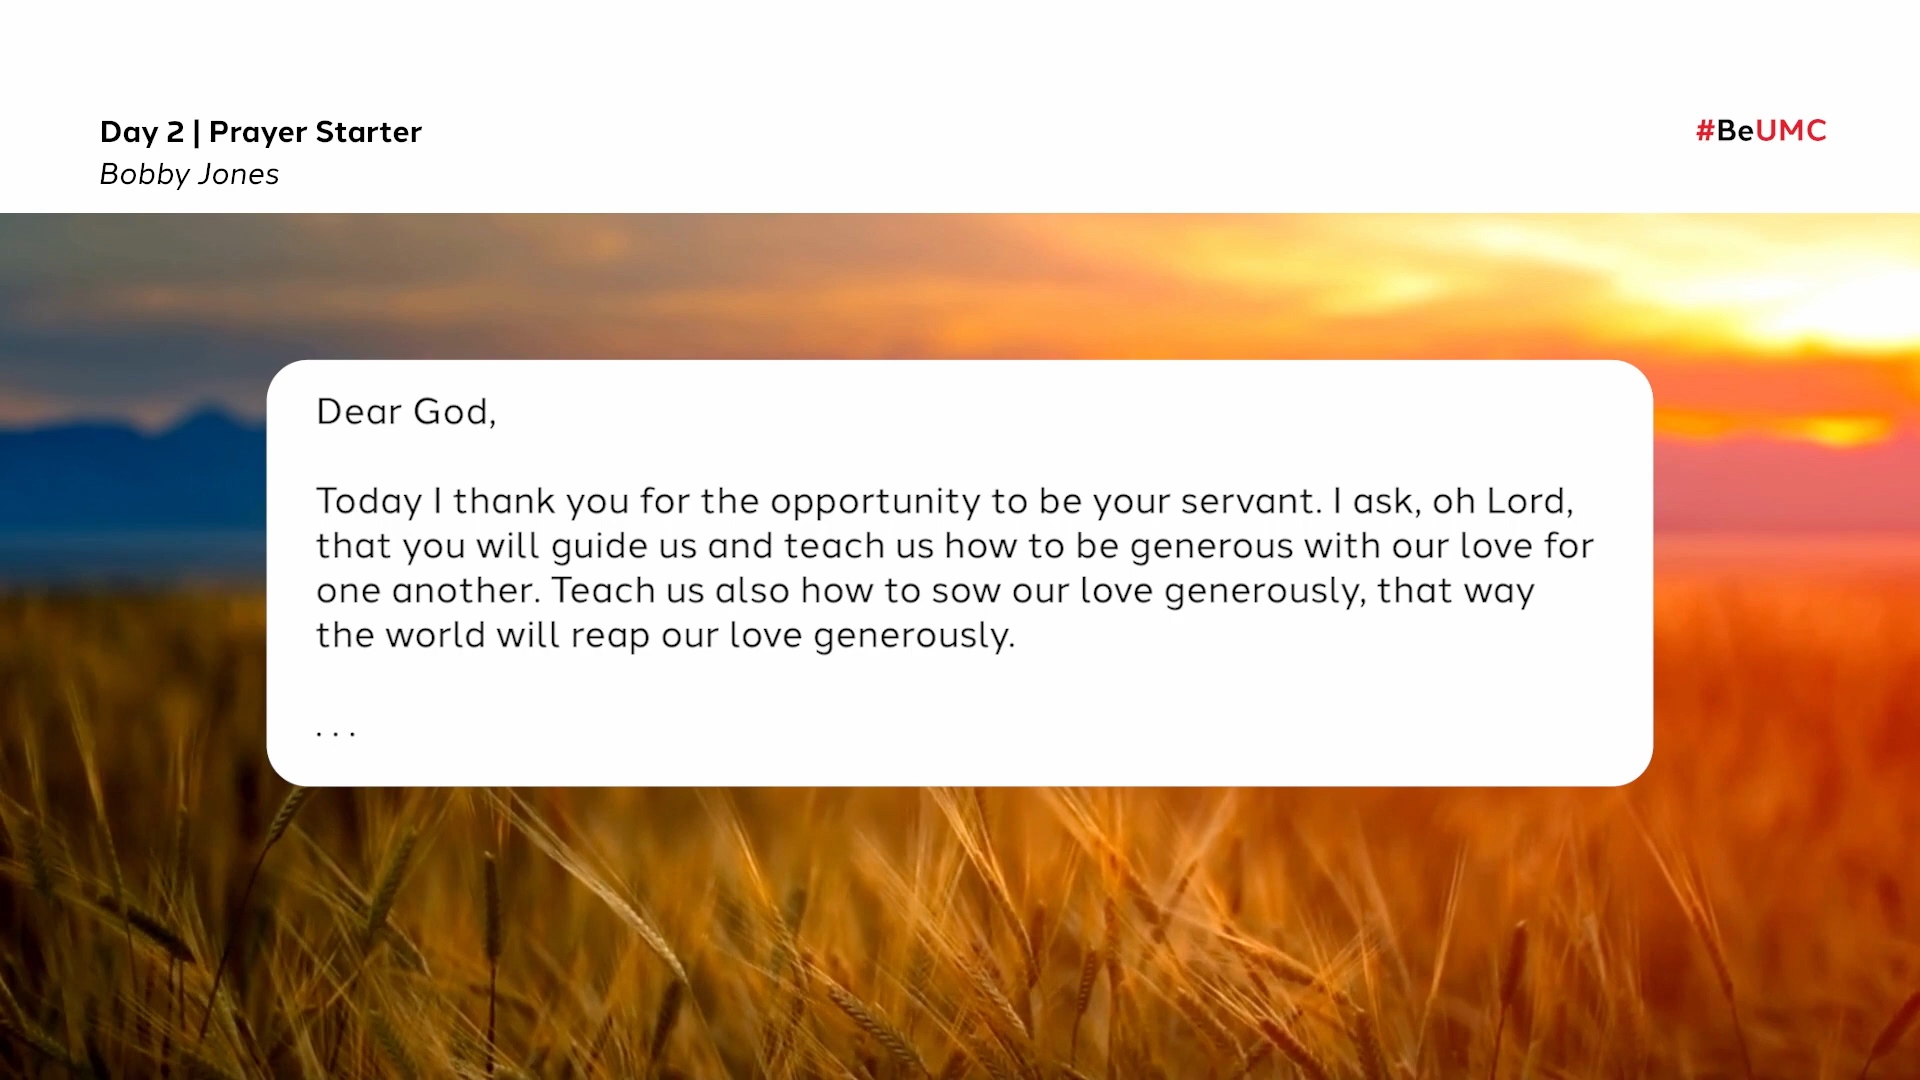 Day 2 | Prayer Starter
Bobby Jones
#BeUMC
Dear God,
Today I thank you for the opportunity to be your servant. I ask, oh Lord,
that you will guide us and teach us how to be generous with our love for
one another. Teach us also how to sow our love generously, that way
the world will reap our love generously.
. . .